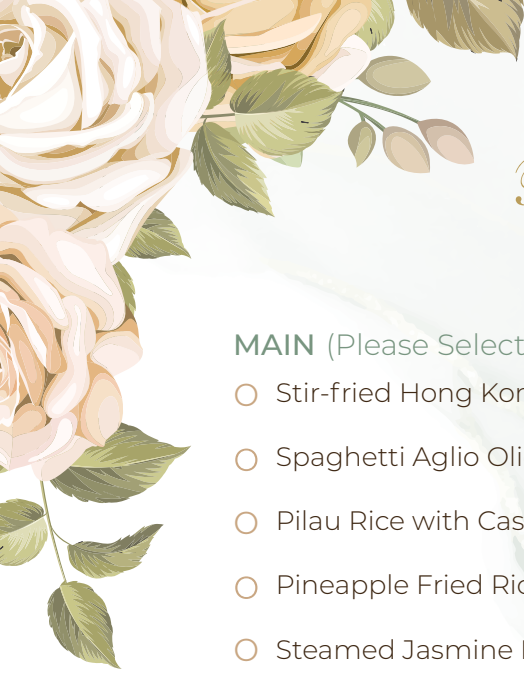 MAIN (Please Select
Stir-fried Hong Kon
Spaghetti Aglio Oli
Pilau Rice with Cas
Pineapple Fried Ric
Steamed Jasmine